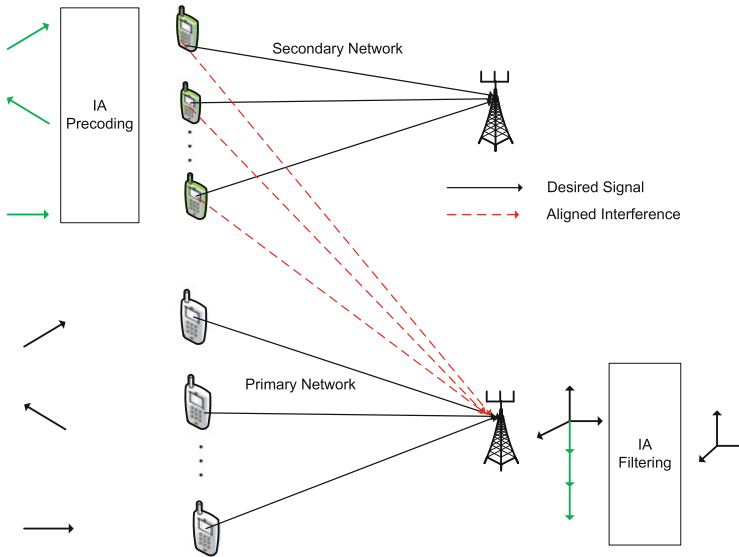 Secondary Network
IA
Precoding
Desired Signal
Aligned Interference
Primary Network
IA
Filtering